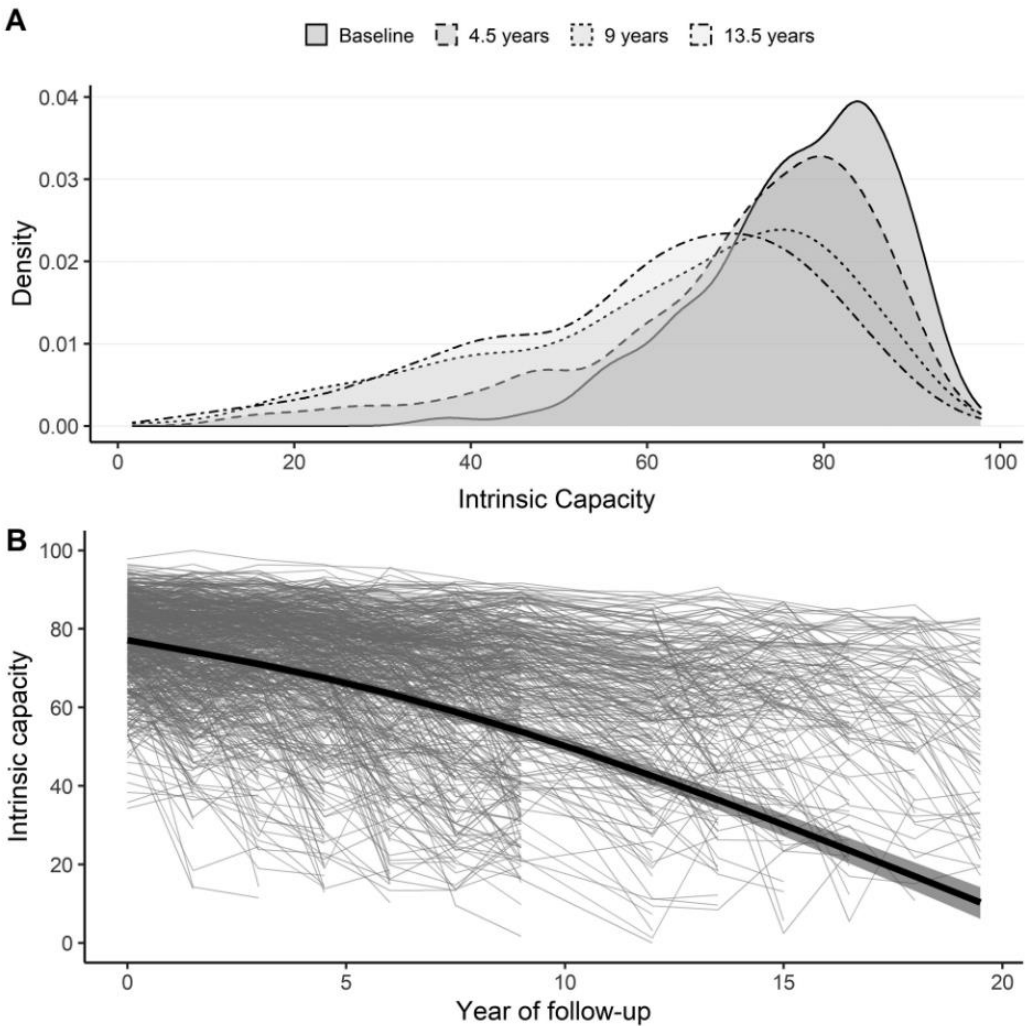 A
Baseline 4.5 years 9 years 13.5 years
0.04
0.03
0.02
0.01
0.00
Density
0 20 40 60 80 100
Intrinsic Capacity
B
100
80
60
40
20
0
Intrinsic capacity
0 5 10 15 20
Year of follow-up